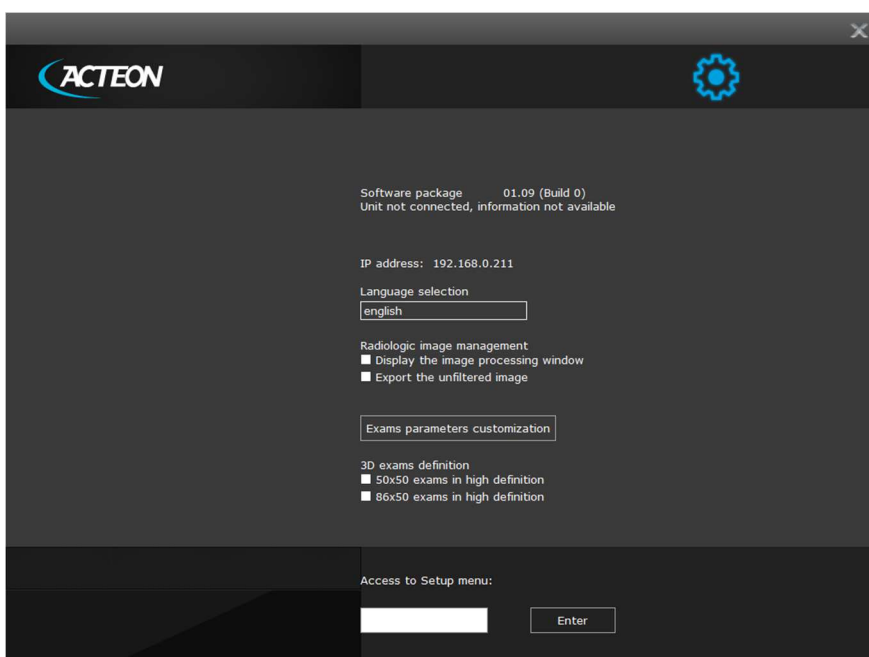 ACTEON
Software package 01.09 (Build 0)
Unit not connected, information not available
IP address: 192.168.0.211
Language selection
english
Radiologic image management
Display the image processing window
Export the unfiltered image
Exams parameters customization
3D exams definition
50x50 exams in high definition
86x50 exams in high definition
Access to Setup menu:
Enter